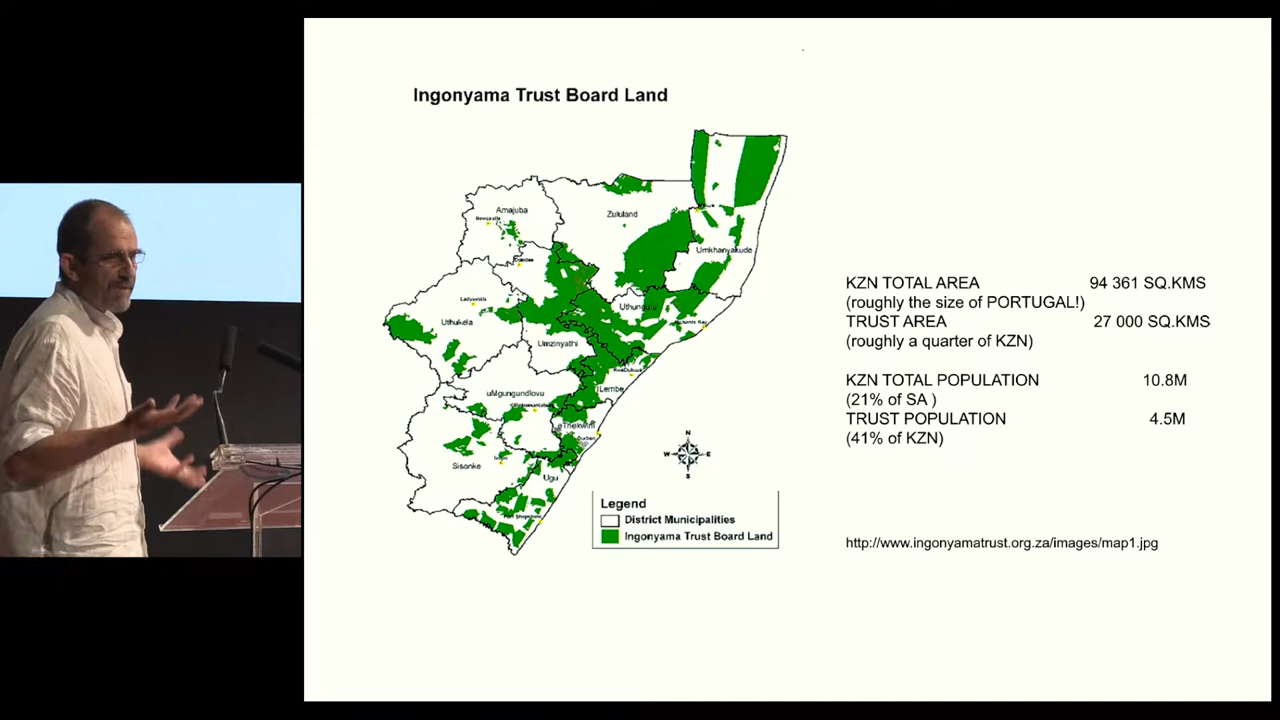 Ingonyama Trust Board Land
Amajuba
Zululand
Umkhanyakude
Uthukela
Uthungulu
Umzinyathi
iLembe
uMgungundlovu
eThekwini
Durban
Sisonke
Ugu
N
W E
S
Legend
District Municipalities
Ingonyama Trust Board Land
KZN TOTAL AREA 94 361 SQ.KMS
(roughly the size of PORTUGAL!)
TRUST AREA 27 000 SQ.KMS
(roughly a quarter of KZN)
KZN TOTAL POPULATION 10.8M
(21% of SA )
TRUST POPULATION 4.5M
(41% of KZN)
http://www.ingonyamatrust.org.za/images/map1.jpg